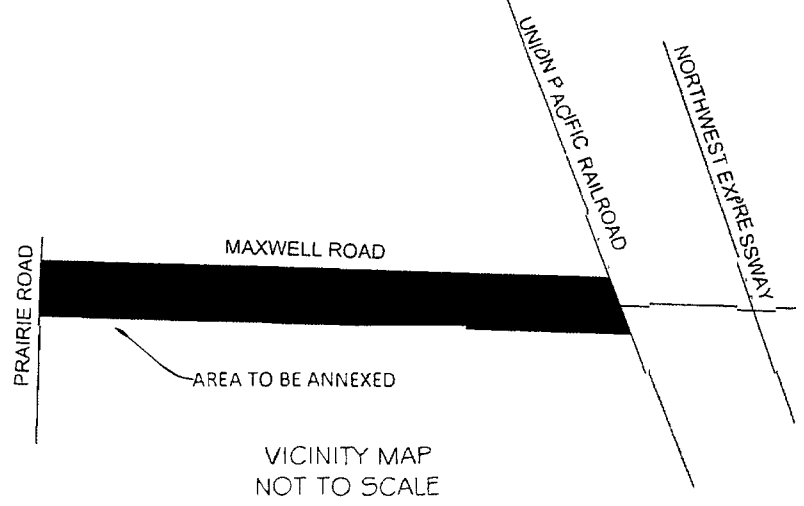 UNION PACIFIC RAILROAD
NORTHWEST EXPRESSWAY
MAXWELL ROAD
PRAIRIE ROAD
AREA TO BE ANNEXED
VICINITY MAP
NOT TO SCALE